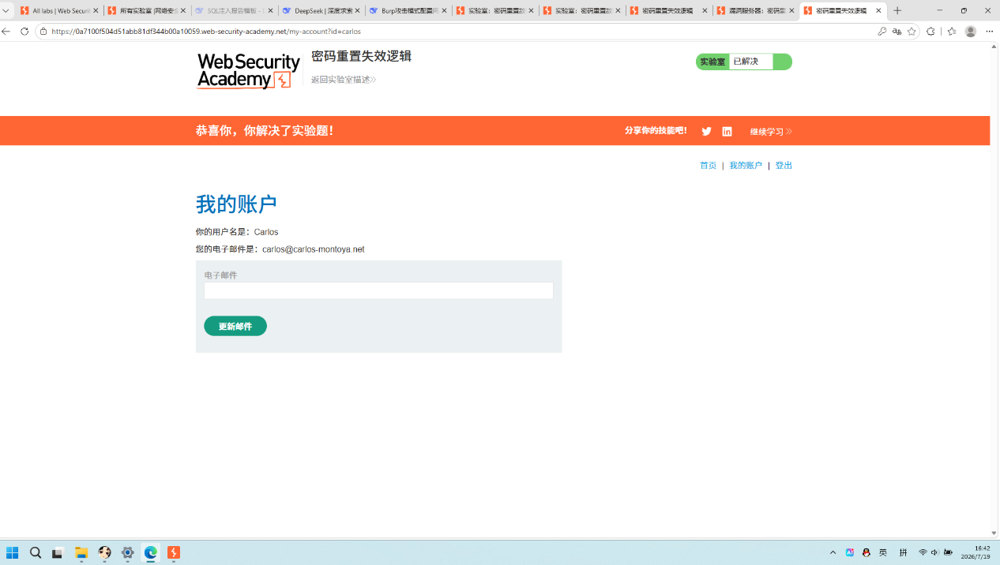 All labs | Web Securit
所有实验室 |网络安全
SQL注入报告模板 - D
DeepSeek | 深度求索
Burp攻击模式配置问
实验室：密码重置故
实验室：密码重置故
密码重置失效逻辑
漏洞服务器：密码重
密码重置失效逻辑
https://0a7100f504d51abb81df344b00a10059.web-security-academy.net/my-account?id=carlos
WebSecurity
Academy
密码重置失效逻辑
返回实验室描述
实验室 已解决
恭喜你，你解决了实验题！
分享你的技能吧！
继续学习
首页 | 我的账户 | 登出
我的账户
你的用户名是：Carlos
您的电子邮件是：carlos@carlos-montoya.net
电子邮件
更新邮件
英 拼
16:42
2026/7/19